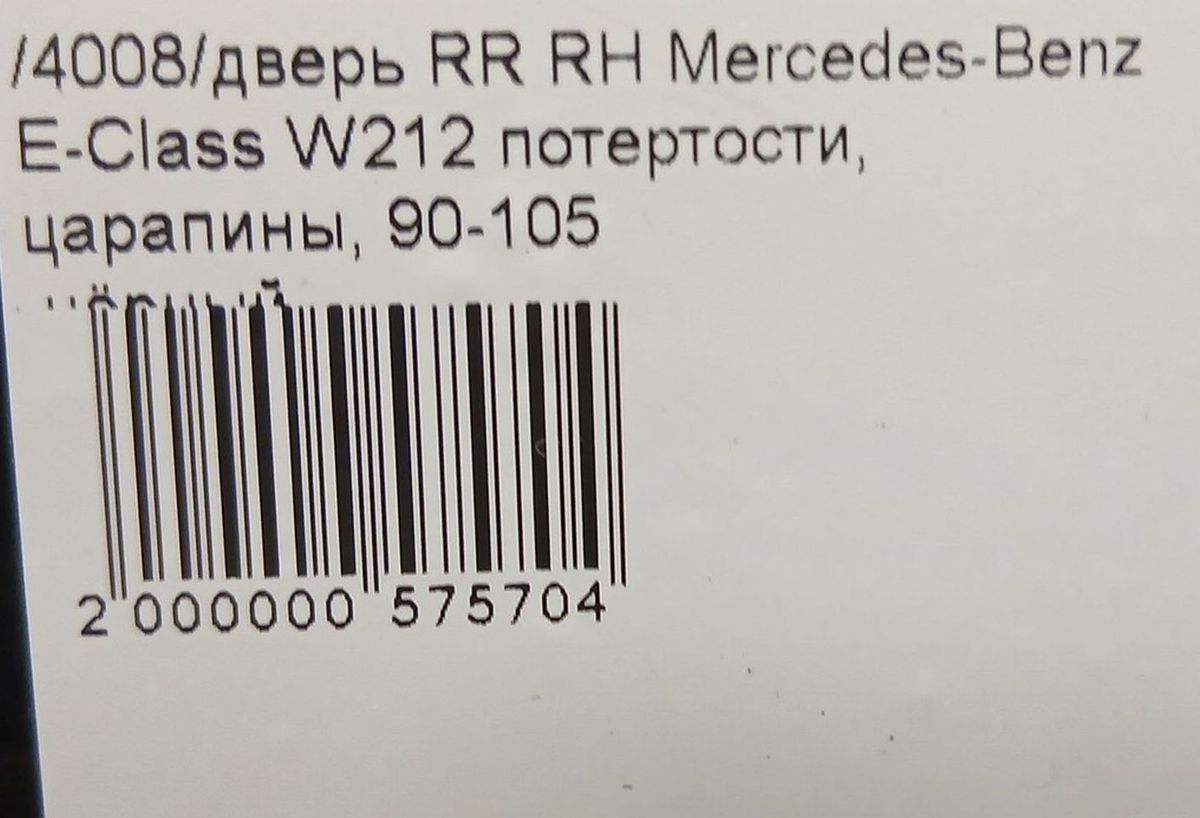 /4008/дверь RR RH Mercedes-Benz
E-Class W212 потертости,
царапины, 90-105
2 000000 575704